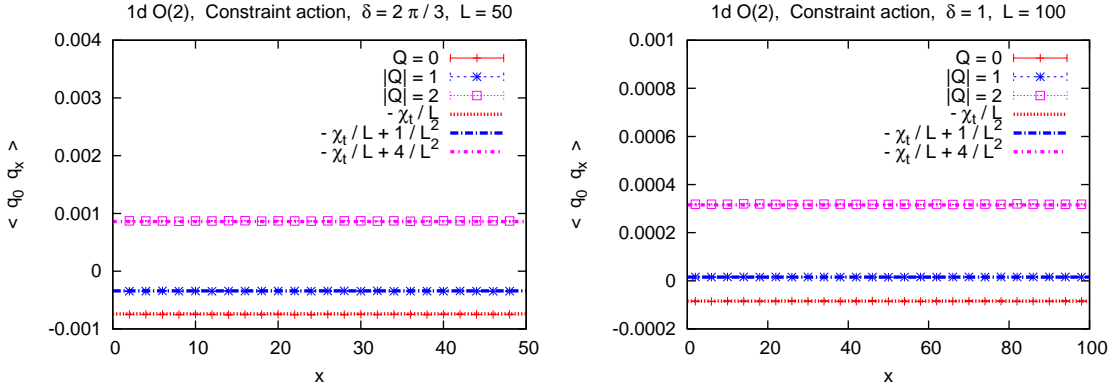 1d O(2), Constraint action, δ = 2 π / 3, L = 50
0.004
0.003
0.002
0.001
0
-0.001
< q0 qx >
Q = 0
|Q| = 1
|Q| = 2
- χt / L
- χt / L + 1 / L²
- χt / L + 4 / L²
0 10 20 30 40 50
x
1d O(2), Constraint action, δ = 1, L = 100
0.001
0.0008
0.0006
0.0004
0.0002
0
-0.0002
< q0 qx >
Q = 0
|Q| = 1
|Q| = 2
- χt / L
- χt / L + 1 / L²
- χt / L + 4 / L²
0 20 40 60 80 100
x